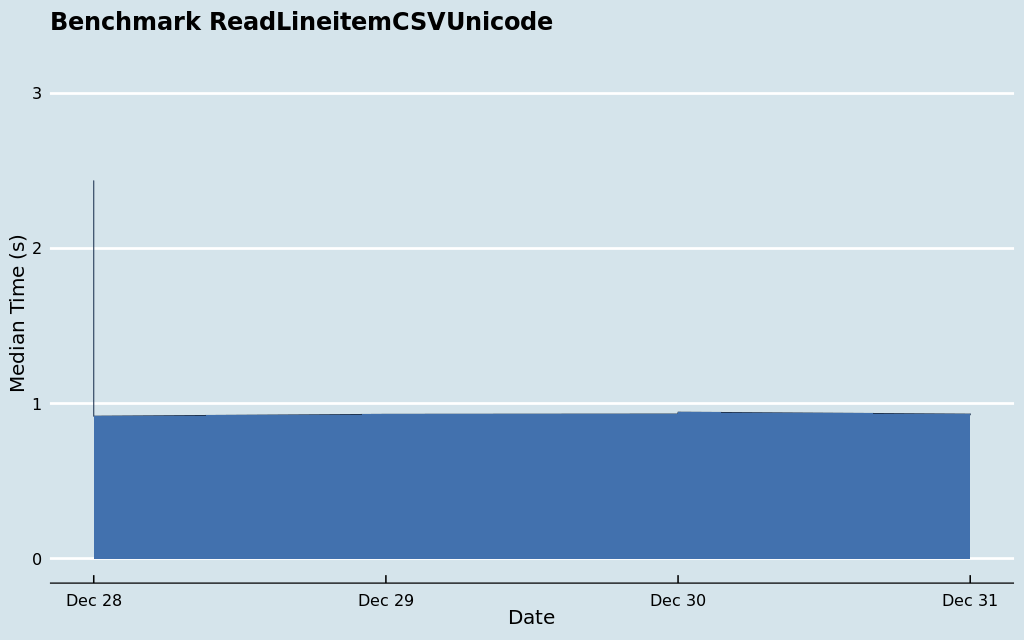 Benchmark ReadLineitemCSVUnicode
3
2
1
0
Median Time (s)
Dec 28 Dec 29 Dec 30 Dec 31
Date